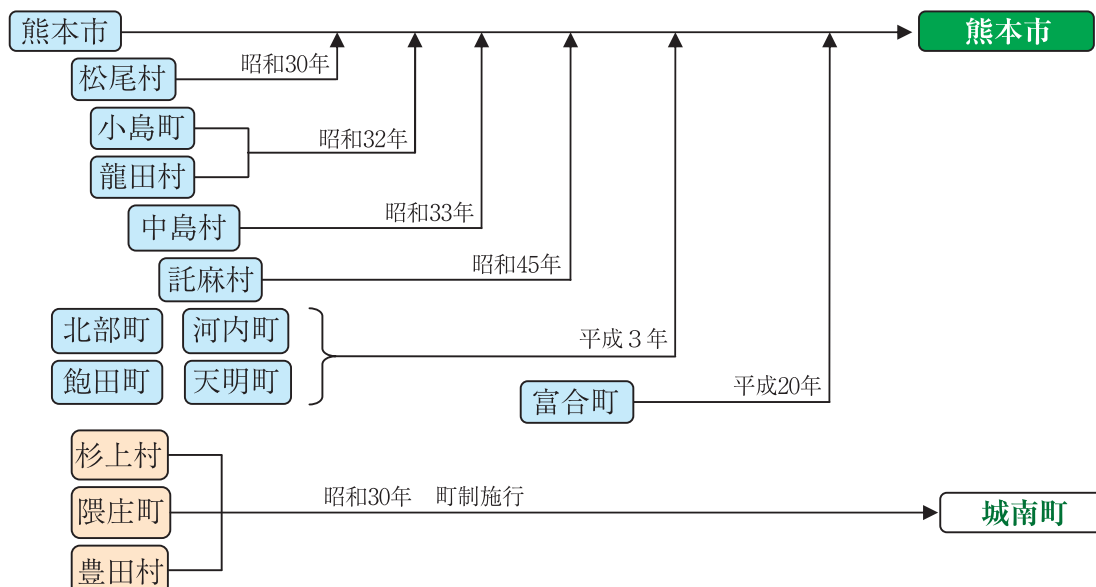 熊本市
熊本市
昭和30年
松尾村
小島町
昭和32年
龍田村
昭和33年
中島村
昭和45年
託麻村
北部町
河内町
平成３年
飽田町
天明町
平成20年
富合町
杉上村
昭和30年　町制施行
隈庄町
城南町
豊田村